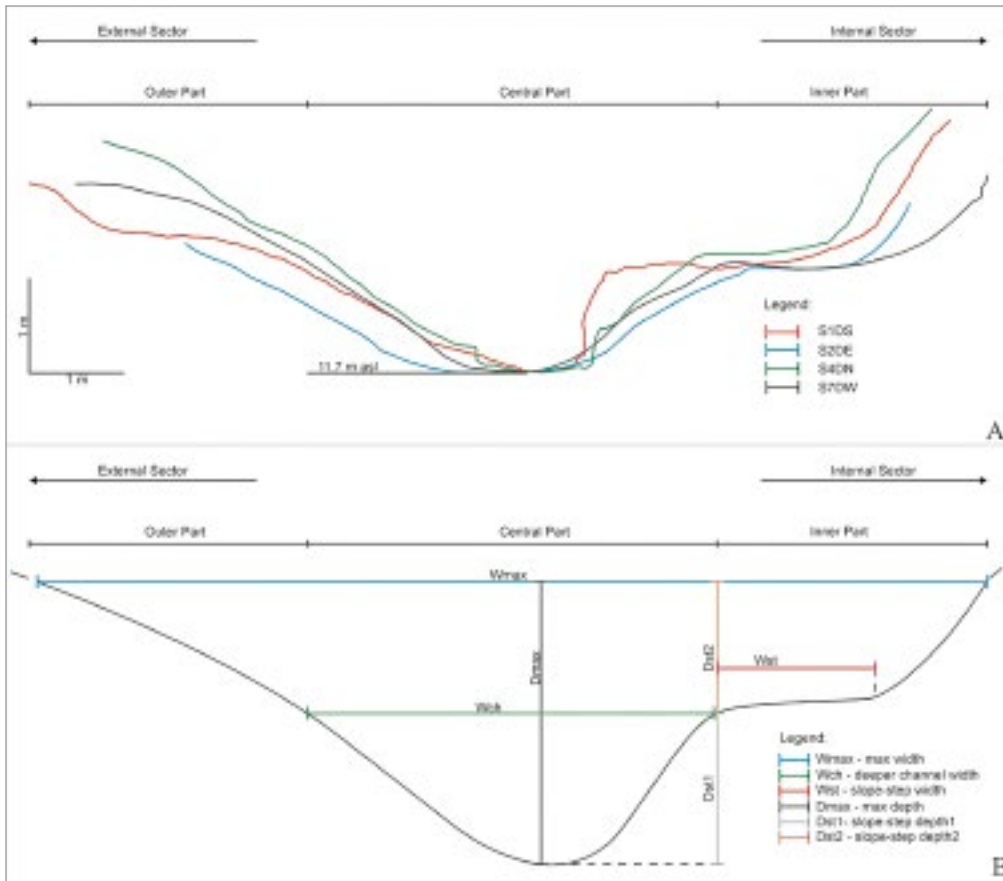 External Sector
Internal Sector
Outer Part
Central Part
Inner Part
1 m
1 m
11.7 m asl
Legend:
S1DS
S2DE
S4DN
S7DW
A
External Sector
Internal Sector
Outer Part
Central Part
Inner Part
Wmax
Dmax
Dst2
Wst
Wch
Dst1
Legend:
Wmax - max width
Wch - deeper channel width
Wst - slope-step width
Dmax - max depth
Dst1- slope-step depth1
Dst2 - slope-step depth2
B